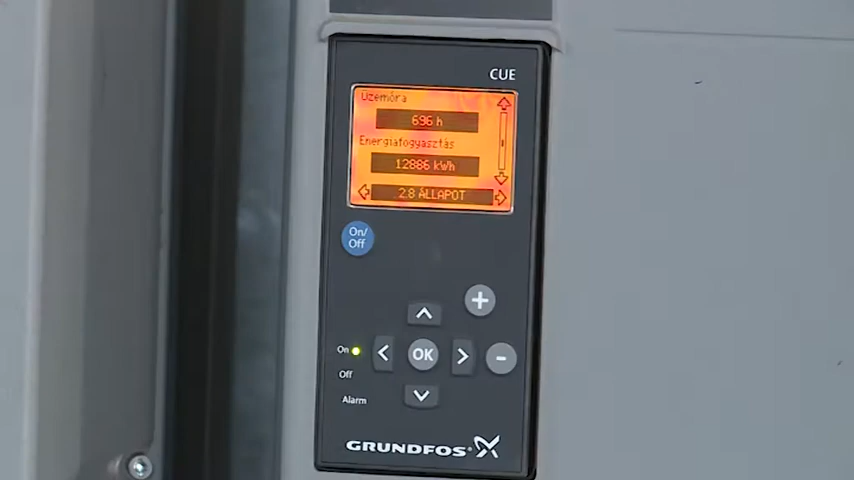 CUE
Üzemóra
696 h
Energiafogyasztás
12886 kWh
2.8 ÁLLAPOT
On/
Off
+
OK
-
On
Off
Alarm
GRUNDFOS